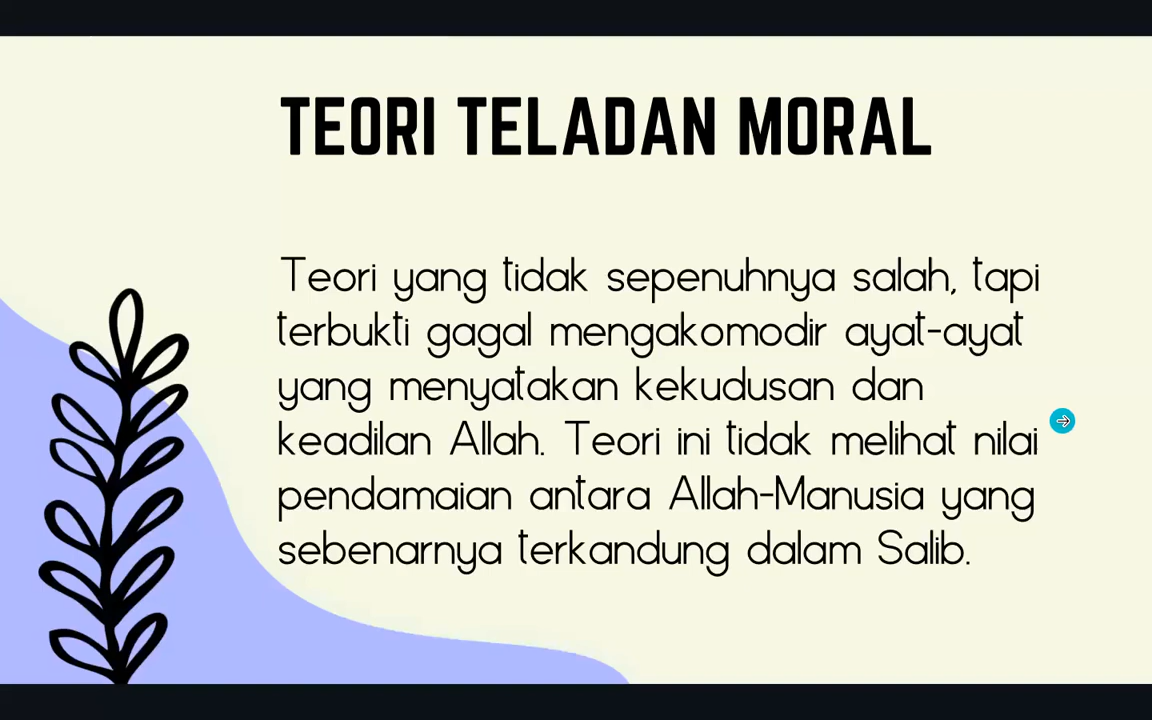 TEORI TELADAN MORAL
Teori yang tidak sepenuhnya salah, tapi
terbukti gagal mengakomodir ayat-ayat
yang menyatakan kekudusan dan
keadilan Allah. Teori ini tidak melihat nilai
pendamaian antara Allah-Manusia yang
sebenarnya terkandung dalam Salib.